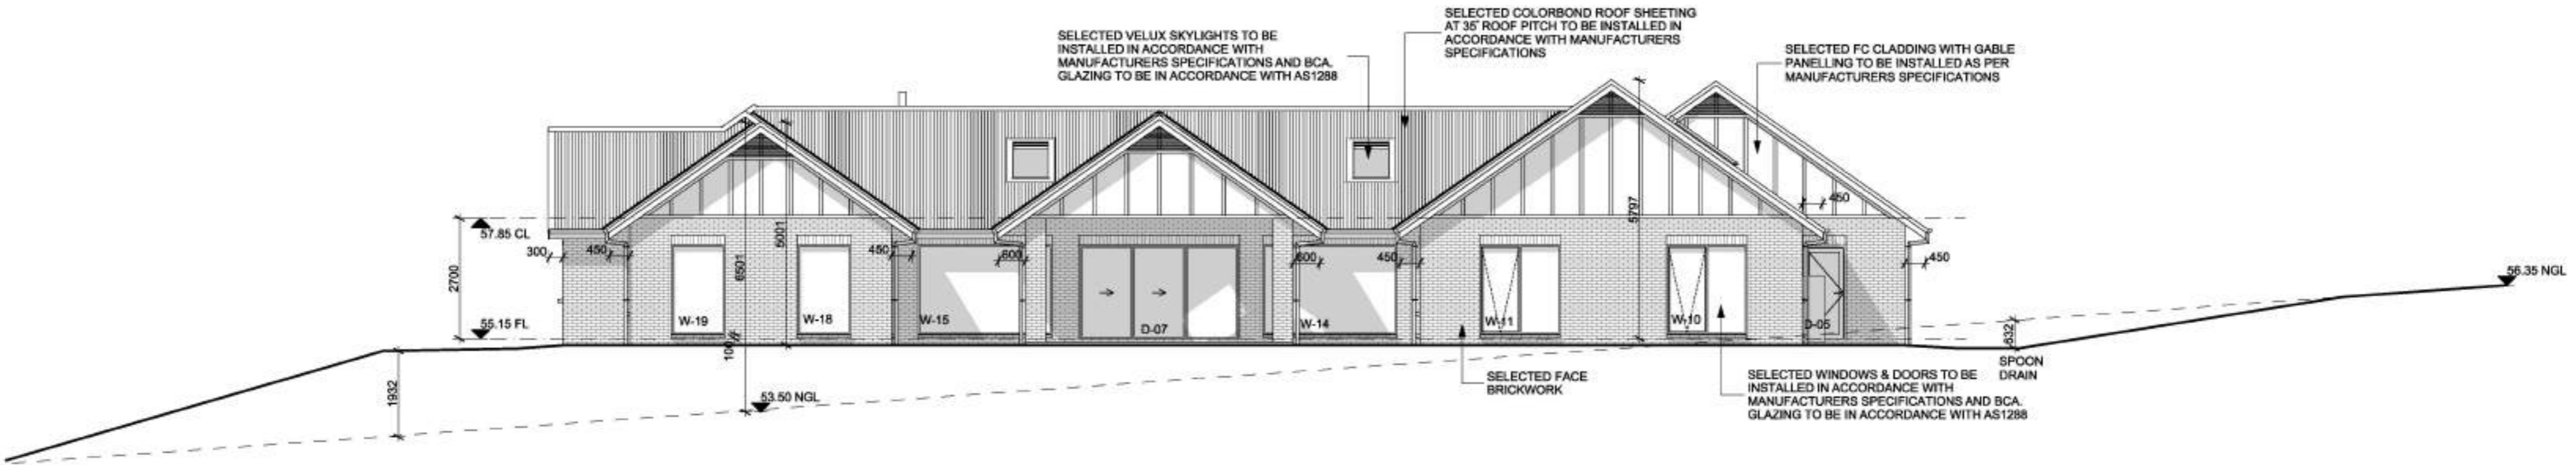 SELECTED VELUX SKYLIGHTS TO BE
INSTALLED IN ACCORDANCE WITH
MANUFACTURERS SPECIFICATIONS AND BCA.
GLAZING TO BE IN ACCORDANCE WITH AS1288
SELECTED COLORBOND ROOF SHEETING
AT 35° ROOF PITCH TO BE INSTALLED IN
ACCORDANCE WITH MANUFACTURERS
SPECIFICATIONS
SELECTED FC CLADDING WITH GABLE
PANELLING TO BE INSTALLED AS PER
MANUFACTURERS SPECIFICATIONS
57.85 CL
2700
55.15 FL
300
450
6501
5001
100
450
600
600
450
5797
450
450
W-19
W-18
W-15
D-07
W-14
W-11
W-10
D-05
56.35 NGL
632
SPOON
DRAIN
1932
53.50 NGL
SELECTED FACE
BRICKWORK
SELECTED WINDOWS & DOORS TO BE
INSTALLED IN ACCORDANCE WITH
MANUFACTURERS SPECIFICATIONS AND BCA.
GLAZING TO BE IN ACCORDANCE WITH AS1288